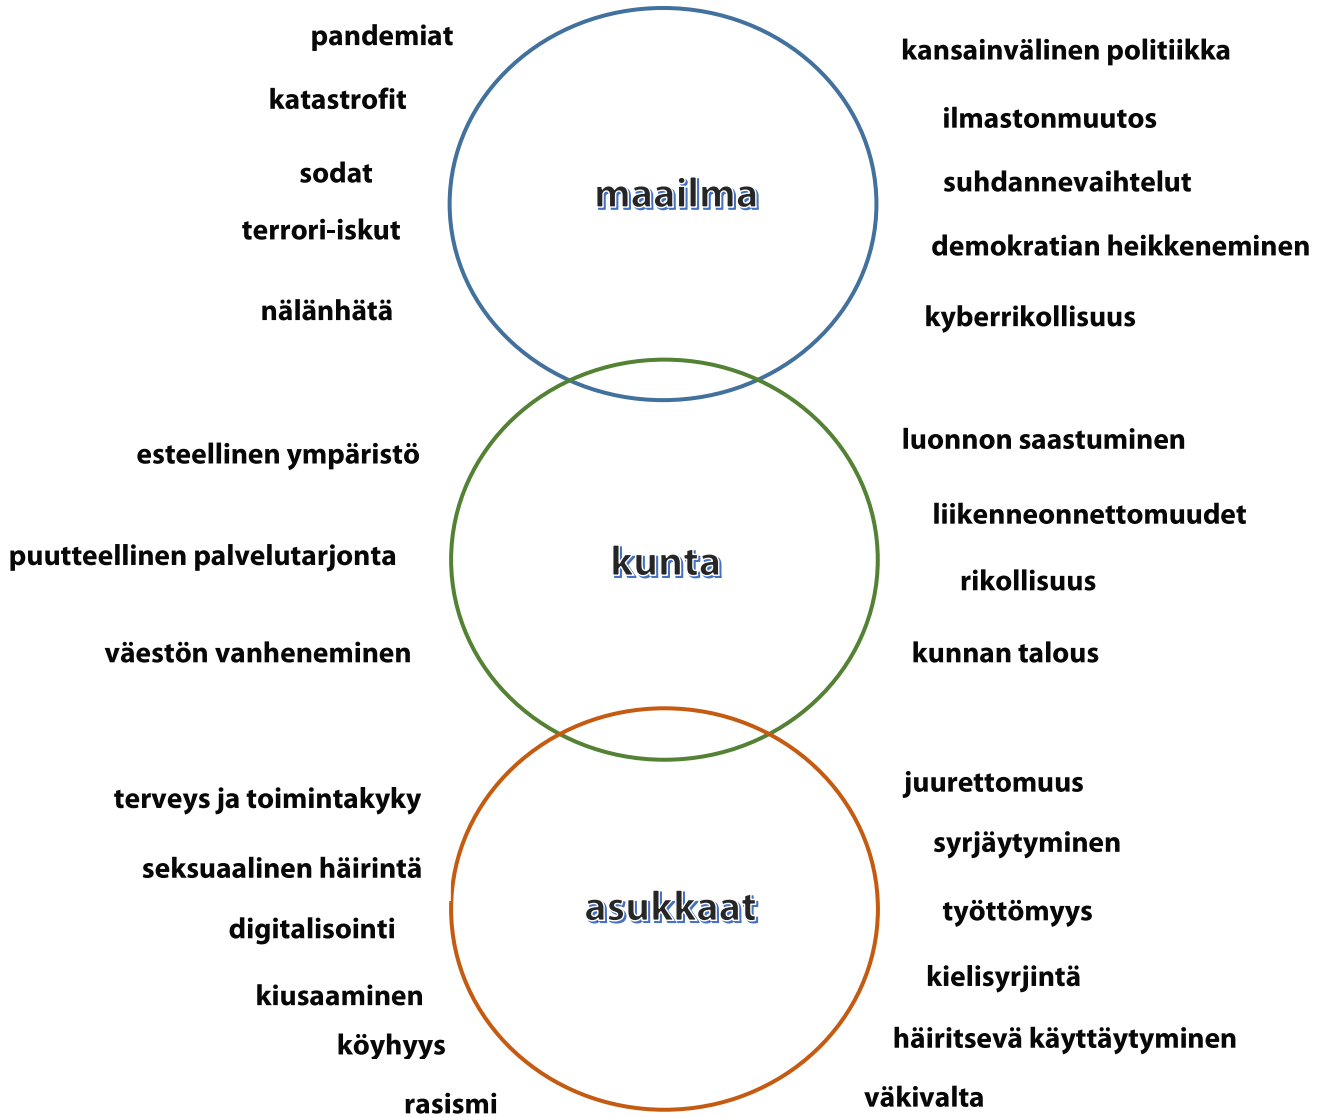 pandemiat
kansainvälinen politiikka
katastrofit
ilmastonmuutos
sodat
maailma
suhdannevaihtelut
terrori-iskut
demokratian heikkeneminen
nälänhätä
kyberrikollisuus
esteellinen ympäristö
luonnon saastuminen
liikenneonnettomuudet
puutteellinen palvelutarjonta
kunta
rikollisuus
väestön vanheneminen
kunnan talous
terveys ja toimintakyky
juurettomuus
syrjäytyminen
seksuaalinen häirintä
asukkaat
työttömyys
digitalisointi
kielisyrjintä
kiusaaminen
häiritsevä käyttäytyminen
köyhyys
väkivalta
rasismi